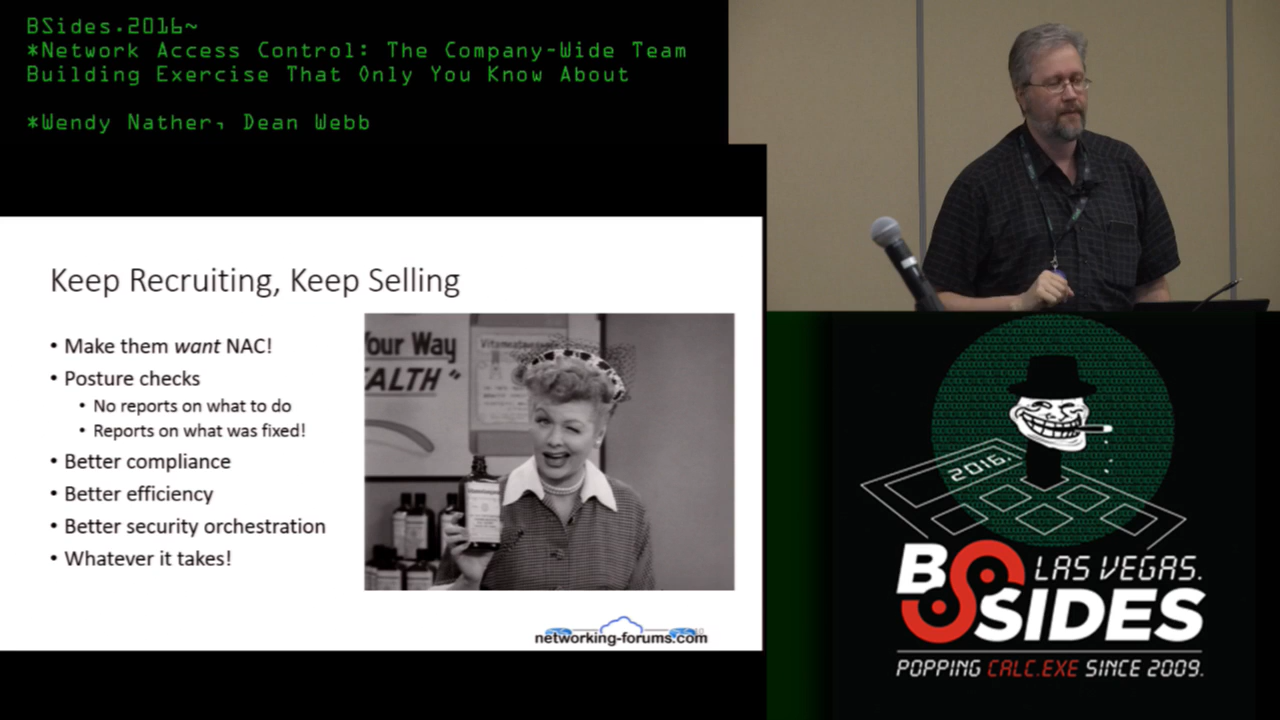 BSides.2016~
*Network Access Control: The Company-Wide Team
Building Exercise That Only You Know About
*Wendy Nather, Dean Webb
Keep Recruiting, Keep Selling
• Make them want NAC!
• Posture checks
• No reports on what to do
• Reports on what was fixed!
• Better compliance
• Better efficiency
• Better security orchestration
• Whatever it takes!
Your Way
ALTH"
networking-forums.com
2016.
BSIDES
LAS VEGAS.
POPPING CALC.EXE SINCE 2009.